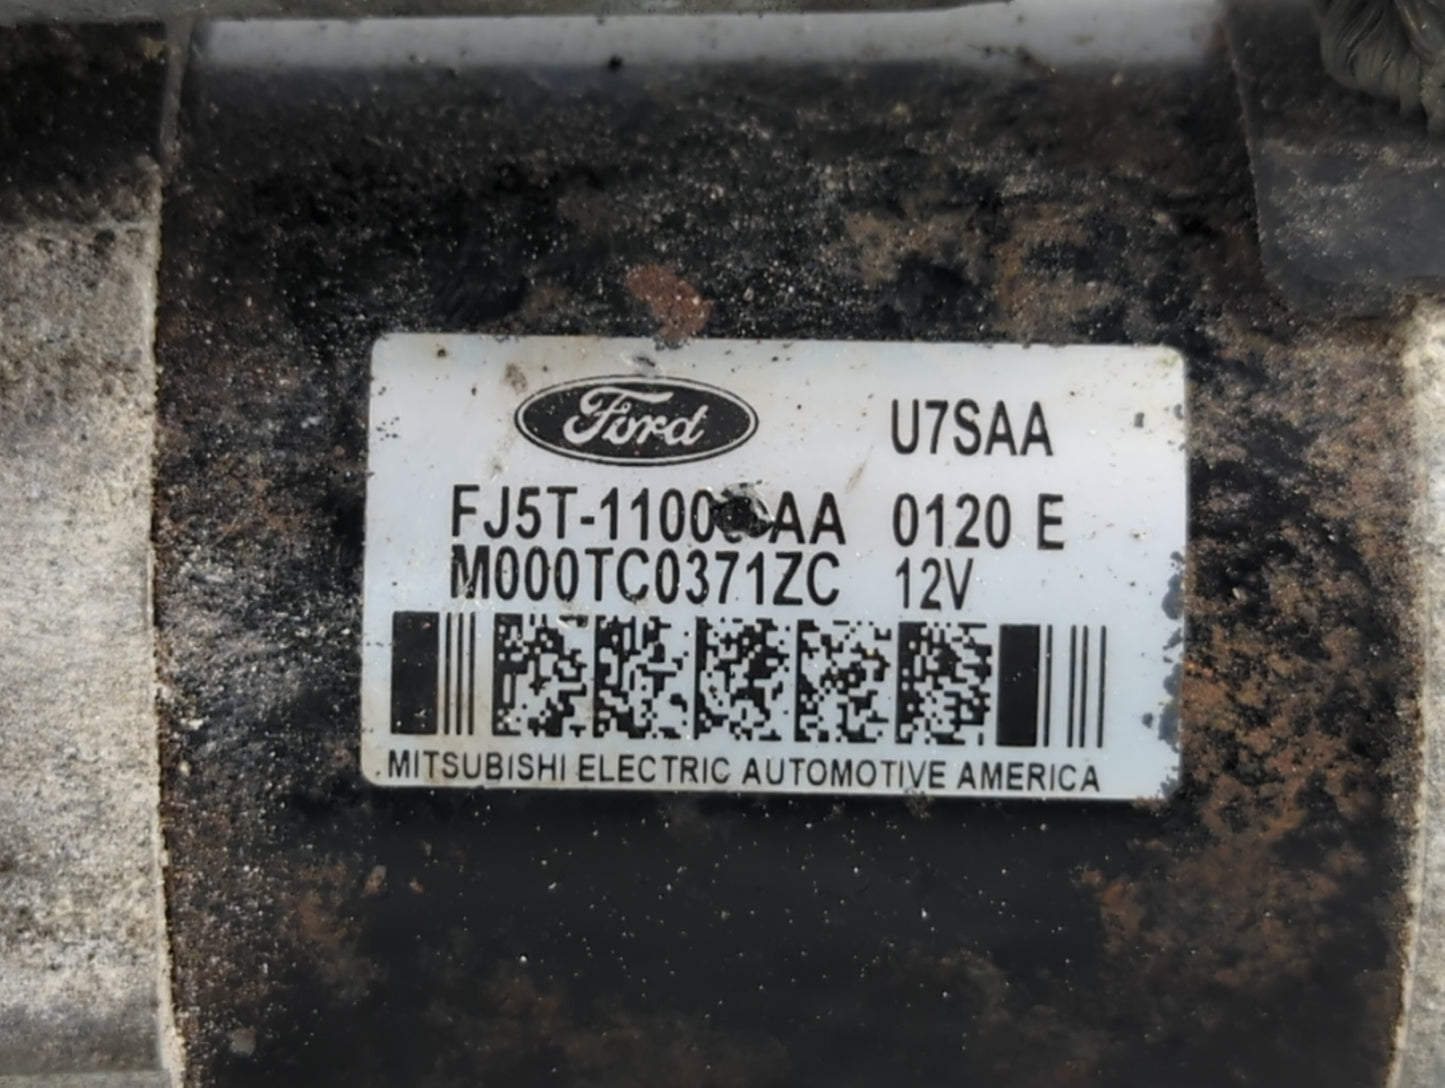 Ford
U7SAA
0120 E
M000TC0371ZC 12V
MITSUBISHI ELECTRIC AUTOMOTIVE AMERICA